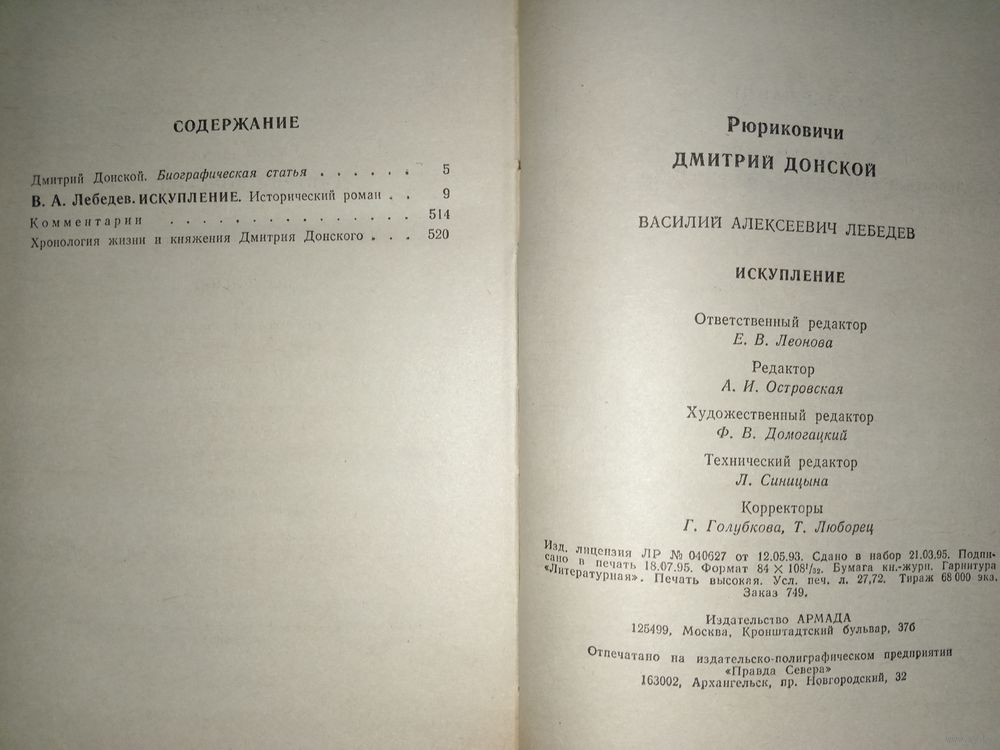 СОДЕРЖАНИЕ
Дмитрий Донской. Биографическая статья . . . . . . 5
В. А. Лебедев. ИСКУПЛЕНИЕ. Исторический роман . . 9
Комментарии . . . . . . . . . . . . . . 514
Хронология жизни и княжения Дмитрия Донского . . . 520
Рюриковичи
ДМИТРИЙ ДОНСКОЙ
ВАСИЛИЙ АЛЕКСЕЕВИЧ ЛЕБЕДЕВ
ИСКУПЛЕНИЕ
Ответственный редактор
Е. В. Леонова
Редактор
А. И. Островская
Художественный редактор
Ф. В. Домогацкий
Технический редактор
Л. Синицына
Корректоры
Г. Голубкова, Т. Люборец
Изд. лицензия ЛР № 040627 от 12.05.93. Сдано в набор 21.03.95. Подпи-
сано в печать 18.07.95. Формат 84 × 108 1/32. Бумага кн.-журн. Гарнитура
«Литературная». Печать высокая. Усл. печ. л. 27,72. Тираж 68 000 экз.
Заказ 749.
Издательство АРМАДА
125499, Москва, Кронштадтский бульвар, 37б
Отпечатано на издательско-полиграфическом предприятии
«Правда Севера»
163002, Архангельск, пр. Новгородский, 32